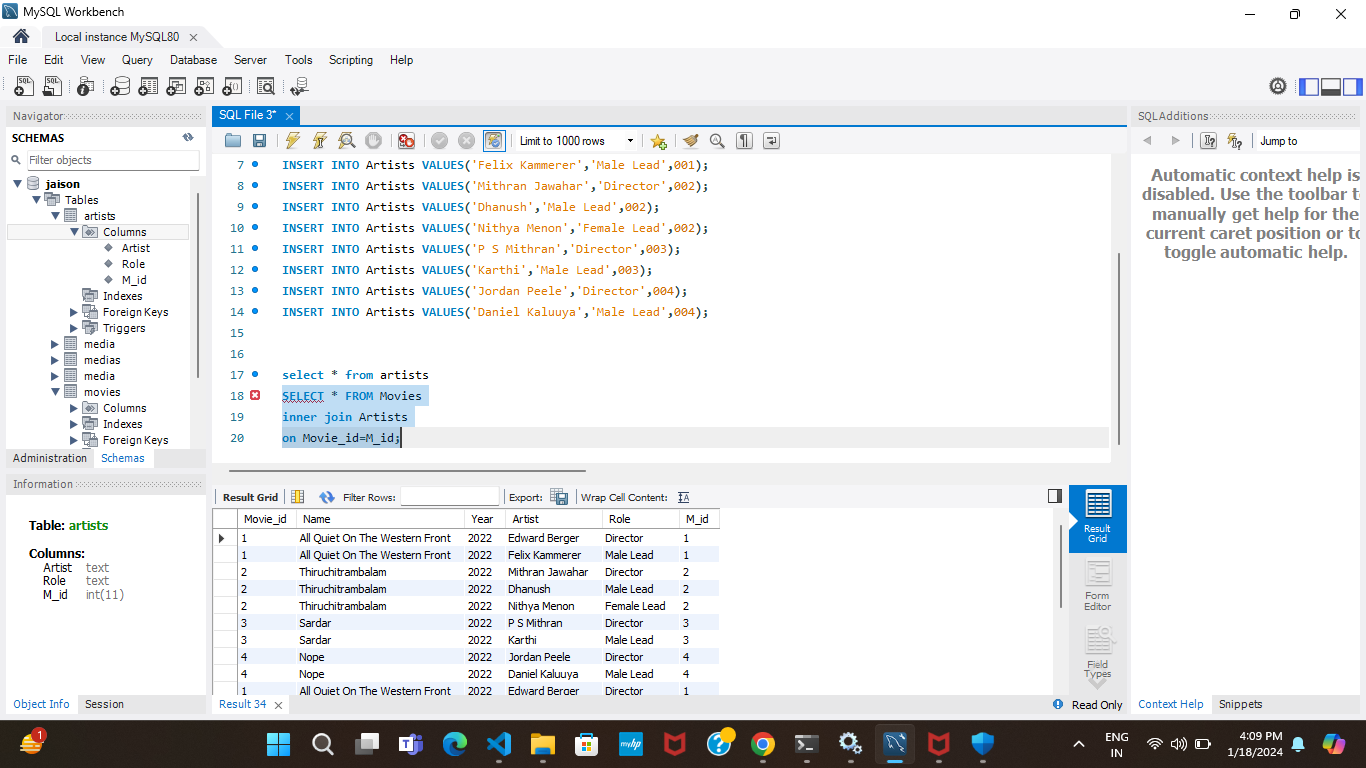 MySQL Workbench
Local instance MySQL80
File Edit View Query Database Server Tools Scripting Help
Navigator
SCHEMAS
Filter objects
jaison
Tables
artists
Columns
Artist
Role
M_id
Indexes
Foreign Keys
Triggers
media
medias
media
movies
Columns
Indexes
Foreign Keys
Administration Schemas
Information
Table: artists
Columns:
Artist text
Role text
M_id int(11)
Object Info Session
SQL File 3*
Limit to 1000 rows
7 INSERT INTO Artists VALUES('Felix Kammerer','Male Lead',001);
8 INSERT INTO Artists VALUES('Mithran Jawahar','Director',002);
9 INSERT INTO Artists VALUES('Dhanush','Male Lead',002);
10 INSERT INTO Artists VALUES('Nithya Menon','Female Lead',002);
11 INSERT INTO Artists VALUES('P S Mithran','Director',003);
12 INSERT INTO Artists VALUES('Karthi','Male Lead',003);
13 INSERT INTO Artists VALUES('Jordan Peele','Director',004);
14 INSERT INTO Artists VALUES('Daniel Kaluuya','Male Lead',004);
15
16
17 select * from artists
18 SELECT * FROM Movies
19 inner join Artists
20 on Movie_id=M_id;
Result Grid Filter Rows: Export: Wrap Cell Content: IA
Movie_id Name Year Artist Role M_id
1 All Quiet On The Western Front 2022 Edward Berger Director 1
1 All Quiet On The Western Front 2022 Felix Kammerer Male Lead 1
2 Thiruchitrambalam 2022 Mithran Jawahar Director 2
2 Thiruchitrambalam 2022 Dhanush Male Lead 2
2 Thiruchitrambalam 2022 Nithya Menon Female Lead 2
3 Sardar 2022 P S Mithran Director 3
3 Sardar 2022 Karthi Male Lead 3
4 Nope 2022 Jordan Peele Director 4
4 Nope 2022 Daniel Kaluuya Male Lead 4
1 All Quiet On The Western Front 2022 Edward Berger Director 1
Result Grid
Form Editor
Field Types
Result 34
Read Only
SQLAdditions
Jump to
Automatic context help is
disabled. Use the toolbar to
manually get help for the
current caret position or to
toggle automatic help.
Context Help Snippets
1
ENG
IN
4:09 PM
1/18/2024